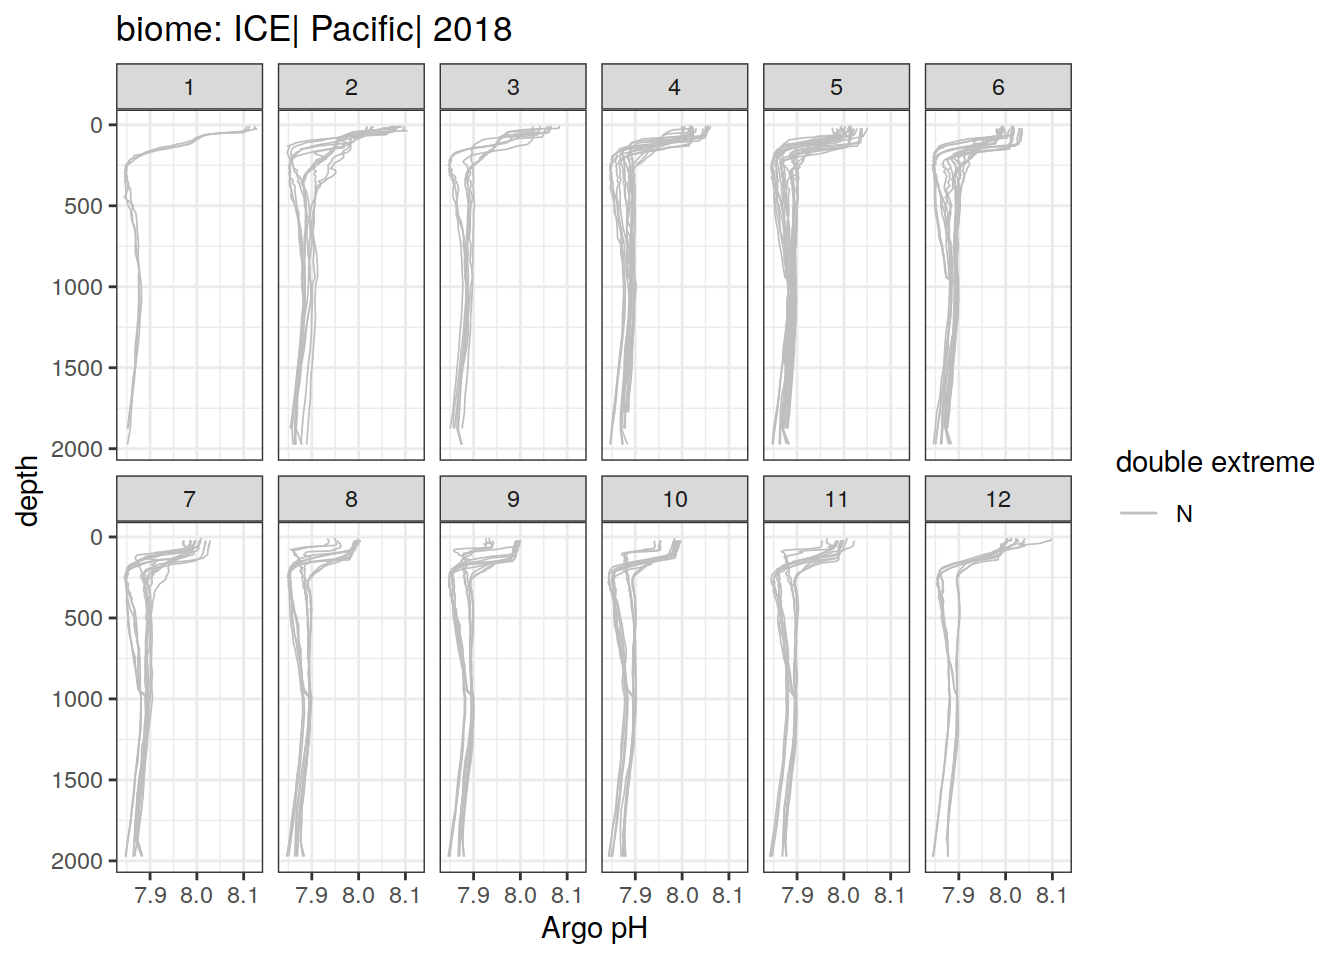 biome: ICE| Pacific| 2018
1 2 3 4 5 6
0
500
1000
1500
2000
7 8 9 10 11 12
0
500
1000
1500
2000
7.9 8.0 8.1 7.9 8.0 8.1 7.9 8.0 8.1 7.9 8.0 8.1 7.9 8.0 8.1 7.9 8.0 8.1
Argo pH
depth
double extreme
N